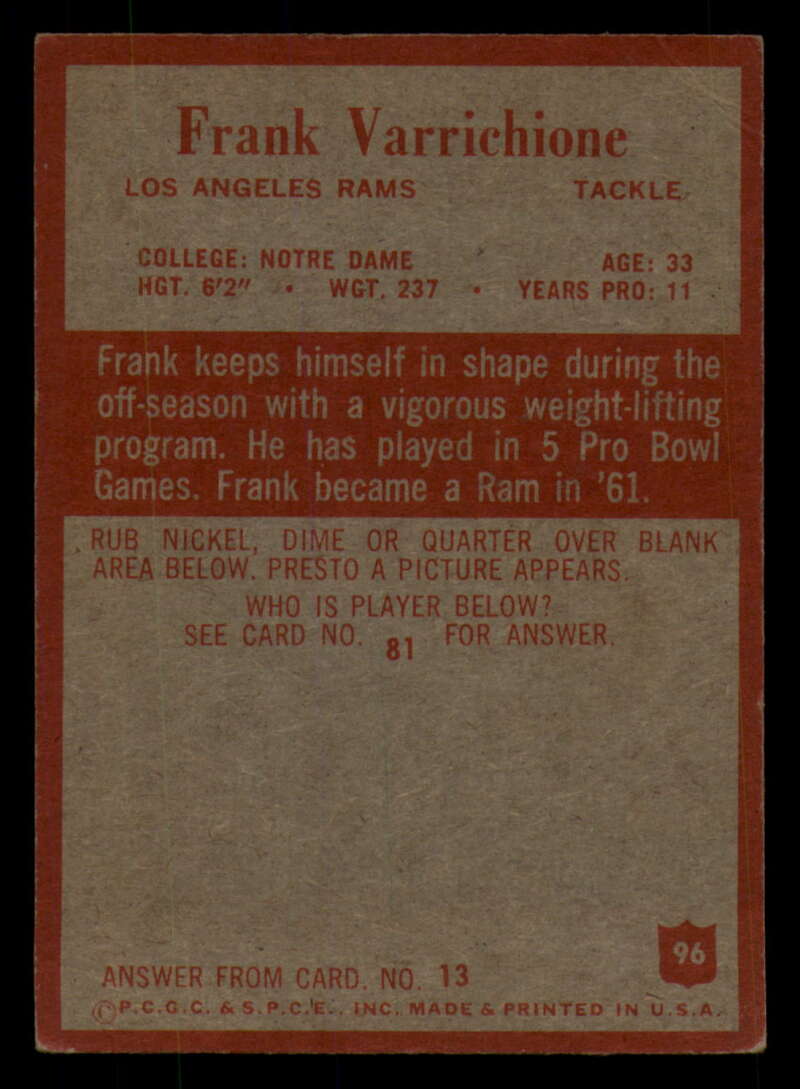 Frank Varrichione
LOS ANGELES RAMS TACKLE
COLLEGE: NOTRE DAME AGE: 33
HGT. 6'2" • WGT. 237 • YEARS PRO: 11
Frank keeps himself in shape during the
off-season with a vigorous weight-lifting
program. He has played in 5 Pro Bowl
Games. Frank became a Ram in '61.
RUB NICKEL, DIME OR QUARTER OVER BLANK
AREA BELOW. PRESTO A PICTURE APPEARS.
WHO IS PLAYER BELOW?
SEE CARD NO. 81 FOR ANSWER.
96
ANSWER FROM CARD. NO. 13
©P.C.G.C. & S.P.C.E., INC. MADE & PRINTED IN U.S.A.